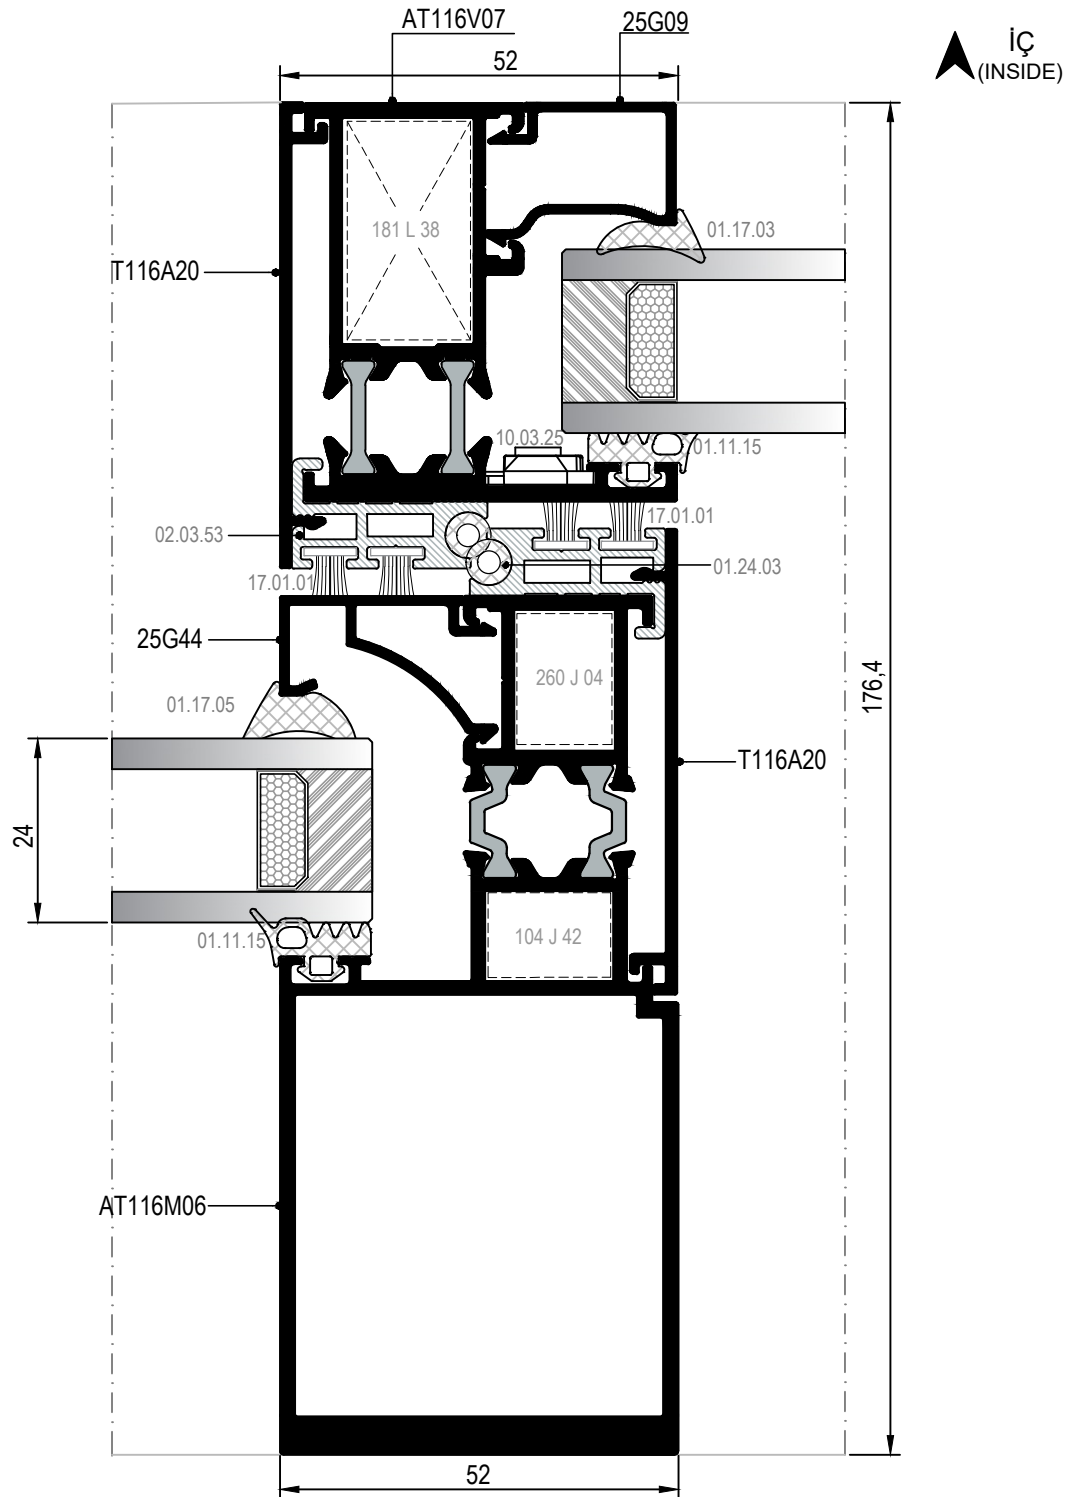 AT116V07
25G09
İÇ
(INSIDE)
52
181 L 38
01.17.03
T116A20
10.03.25
01.11.15
17.01.01
02.03.53
01.24.03
17.01.01
25G44
260 J 04
01.17.05
176,4
T116A20
24
01.11.15
104 J 42
AT116M06
52